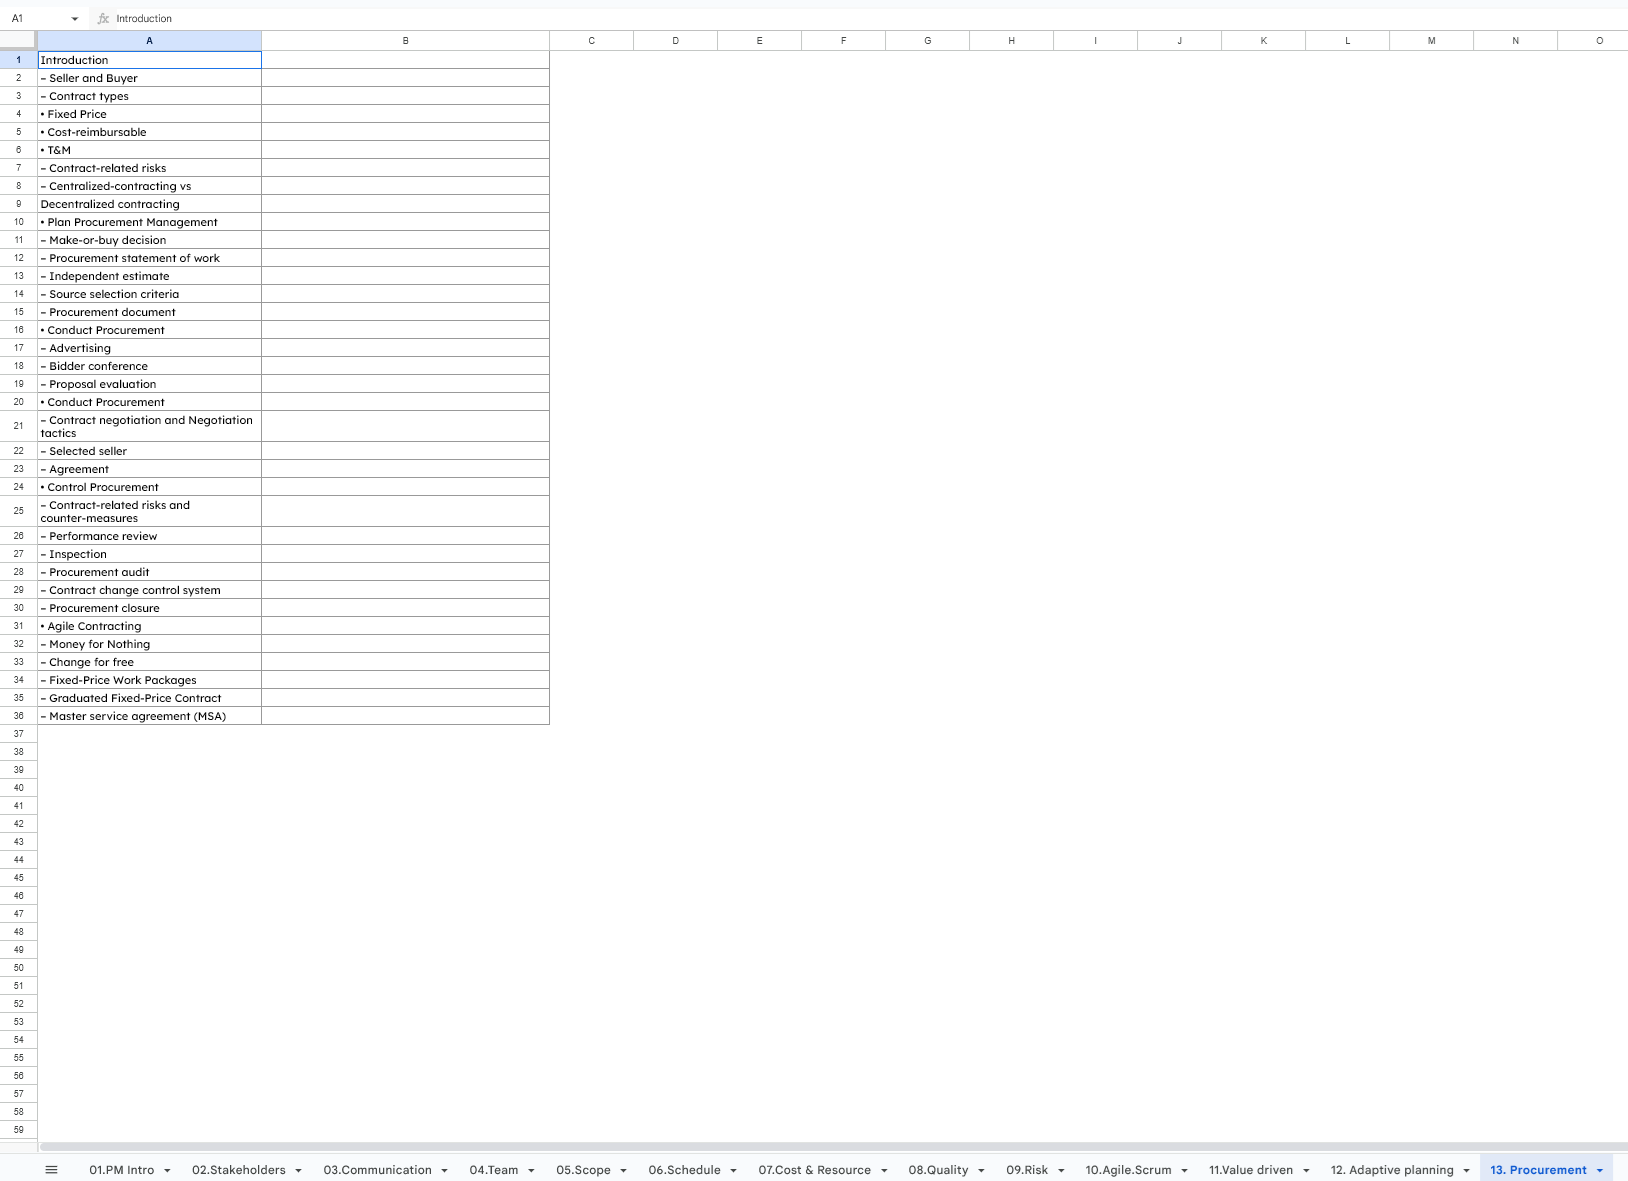 A1 fx Introduction
A B C D E F G H I J K L M N O
1 Introduction
2 – Seller and Buyer
3 – Contract types
4 • Fixed Price
5 • Cost-reimbursable
6 • T&M
7 – Contract-related risks
8 – Centralized-contracting vs
9 Decentralized contracting
10 • Plan Procurement Management
11 – Make-or-buy decision
12 – Procurement statement of work
13 – Independent estimate
14 – Source selection criteria
15 – Procurement document
16 • Conduct Procurement
17 – Advertising
18 – Bidder conference
19 – Proposal evaluation
20 • Conduct Procurement
21 – Contract negotiation and Negotiation
tactics
22 – Selected seller
23 – Agreement
24 • Control Procurement
25 – Contract-related risks and
counter-measures
26 – Performance review
27 – Inspection
28 – Procurement audit
29 – Contract change control system
30 – Procurement closure
31 • Agile Contracting
32 – Money for Nothing
33 – Change for free
34 – Fixed-Price Work Packages
35 – Graduated Fixed-Price Contract
36 – Master service agreement (MSA)
37
38
39
40
41
42
43
44
45
46
47
48
49
50
51
52
53
54
55
56
57
58
59
01.PM Intro 02.Stakeholders 03.Communication 04.Team 05.Scope 06.Schedule 07.Cost & Resource 08.Quality 09.Risk 10.Agile.Scrum 11.Value driven 12. Adaptive planning 13. Procurement